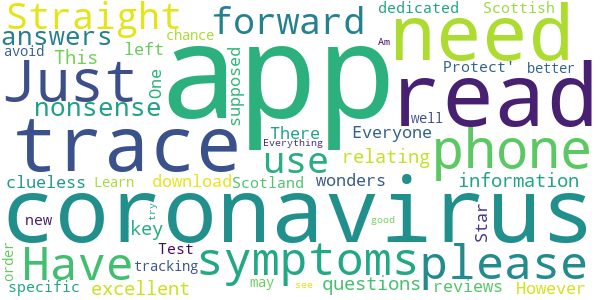 Straight forward need dedicated Scottish
answers left chance Am
avoid This app Protect' better
Just One supposed read
nonsense There Everyone well
trace Everything use phone
relating
clueless Learn download Scotland wonders information
coronavirus
new try good Star
key
order Have Test symptoms please
tracking
specific may questions reviews
excellent see However